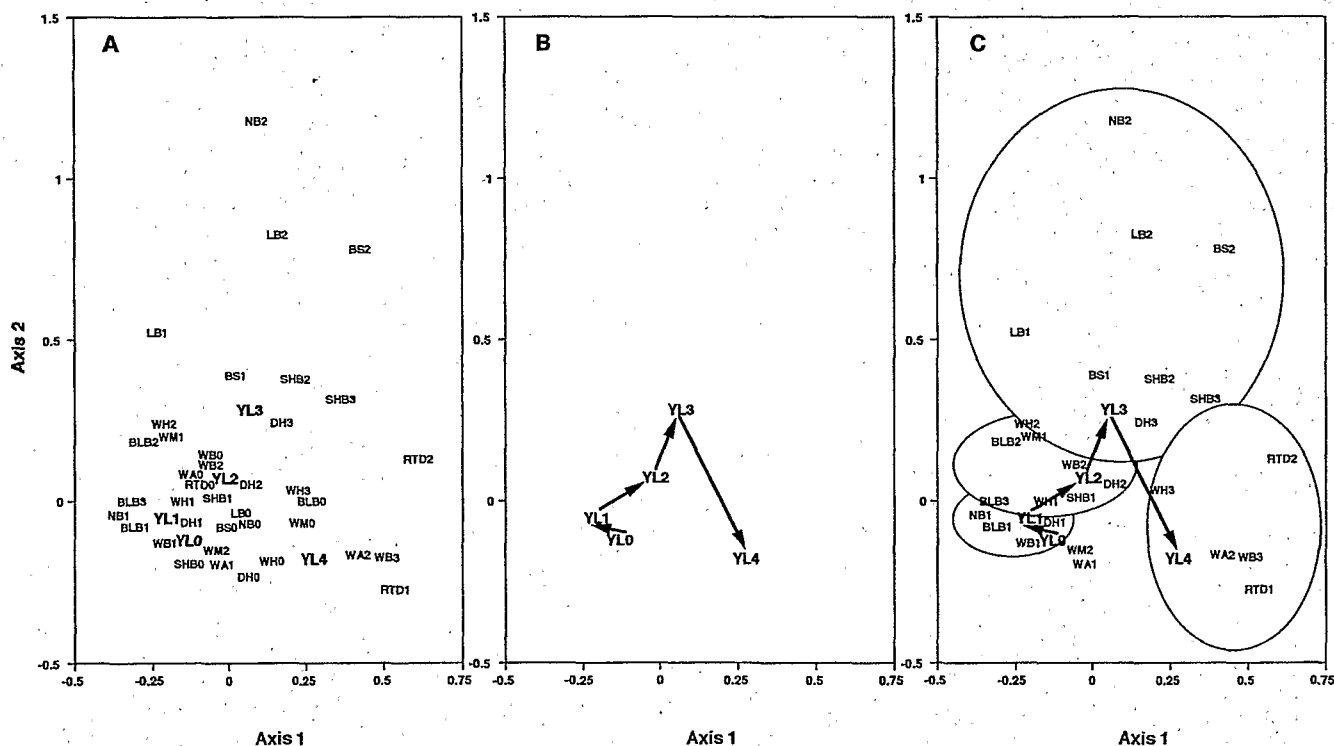 A
1.5
1
0.5
0
-0.5
Axis 2
NB2
LB2
BS2
LB1
BS1
SHB2
SHB3
YL3
DH3
WH2
BLB2
WM1
WB0
WB2
RTD2
WA0
YL2
RTD0
DH2
WH3
SHB1
BLB3
WH1
BLB0
LB0
NB1
YL1
DH1
NB0
WM0
BLB1
BS0
WB1
YL0
WM2
SHB0
WA1
WH0
YL4
WA2
WB3
DH0
RTD1
-0.5
-0.25
0
0.25
0.5
0.75
Axis 1
B
1.5
1
0.5
0
-0.5
YL3
YL2
YL1
YL0
YL4
-0.5
-0.25
0
0.25
0.5
0.75
Axis 1
C
1.5
1
0.5
0
-0.5
NB2
LB2
BS2
LB1
BS1
SHB2
SHB3
YL3
DH3
WH2
BLB2
WM1
WB2
RTD2
YL2
DH2
WH3
SHB1
BLB3
WH1
NB1
YL1
DH1
BLB1
WB1
YL0
WM2
WA1
YL4
WA2
WB3
RTD1
-0.5
-0.25
0
0.25
0.5
0.75
Axis 1